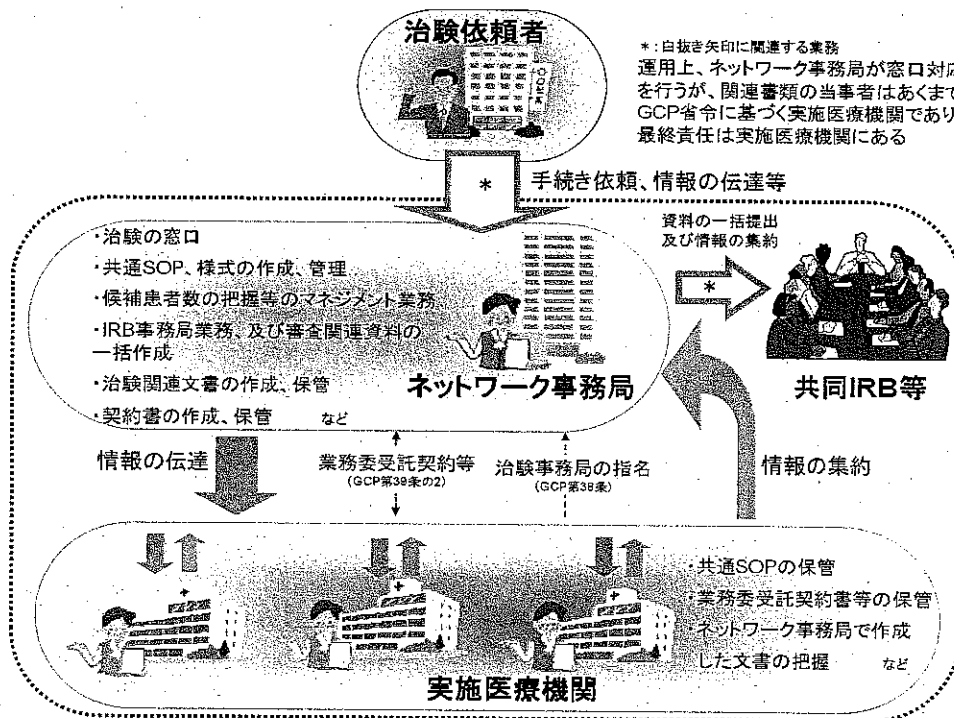 治験依頼者
*：白抜き矢印に関連する業務
運用上、ネットワーク事務局が窓口対応
を行うが、関連書類の当事者はあくまで
GCP省令に基づく実施医療機関であり
最終責任は実施医療機関にある
*
手続き依頼、情報の伝達等
・治験の窓口
・共通SOP、様式の作成、管理
・候補患者数の把握等のマネジメント業務
・IRB事務局業務、及び審査関連資料の
一括作成
・治験関連文書の作成、保管
・契約書の作成、保管　など
ネットワーク事務局
資料の一括提出
及び情報の集約
*
共同IRB等
情報の伝達
業務委受託契約等
(GCP第39条の2)
治験事務局の指名
(GCP第38条)
情報の集約
・共通SOPの保管
・業務委受託契約書等の保管
・ネットワーク事務局で作成
した文書の把握　など
実施医療機関